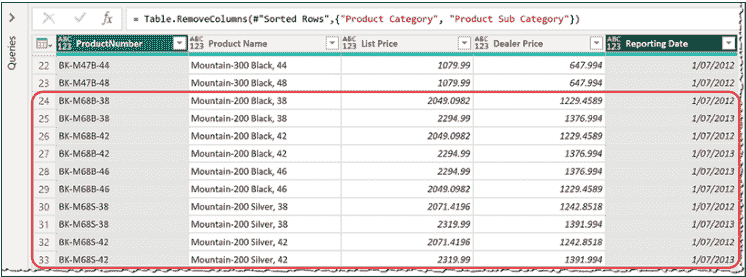 = Table.RemoveColumns(#"Sorted Rows",{"Product Category", "Product Sub Category"})
Queries
ABC 123 ProductNumber ABC 123 Product Name ABC 123 List Price ABC 123 Dealer Price ABC 123 Reporting Date
22 BK-M47B-44 Mountain-300 Black, 44 1079.99 647.994 1/07/2012
23 BK-M47B-48 Mountain-300 Black, 48 1079.99 647.994 1/07/2012
24 BK-M68B-38 Mountain-200 Black, 38 2049.0982 1229.4589 1/07/2012
25 BK-M68B-38 Mountain-200 Black, 38 2294.99 1376.994 1/07/2013
26 BK-M68B-42 Mountain-200 Black, 42 2049.0982 1229.4589 1/07/2012
27 BK-M68B-42 Mountain-200 Black, 42 2294.99 1376.994 1/07/2013
28 BK-M68B-46 Mountain-200 Black, 46 2294.99 1376.994 1/07/2013
29 BK-M68B-46 Mountain-200 Black, 46 2049.0982 1229.4589 1/07/2012
30 BK-M68S-38 Mountain-200 Silver, 38 2071.4196 1242.8518 1/07/2012
31 BK-M68S-38 Mountain-200 Silver, 38 2319.99 1391.994 1/07/2013
32 BK-M68S-42 Mountain-200 Silver, 42 2071.4196 1242.8518 1/07/2012
33 BK-M68S-42 Mountain-200 Silver, 42 2319.99 1391.994 1/07/2013